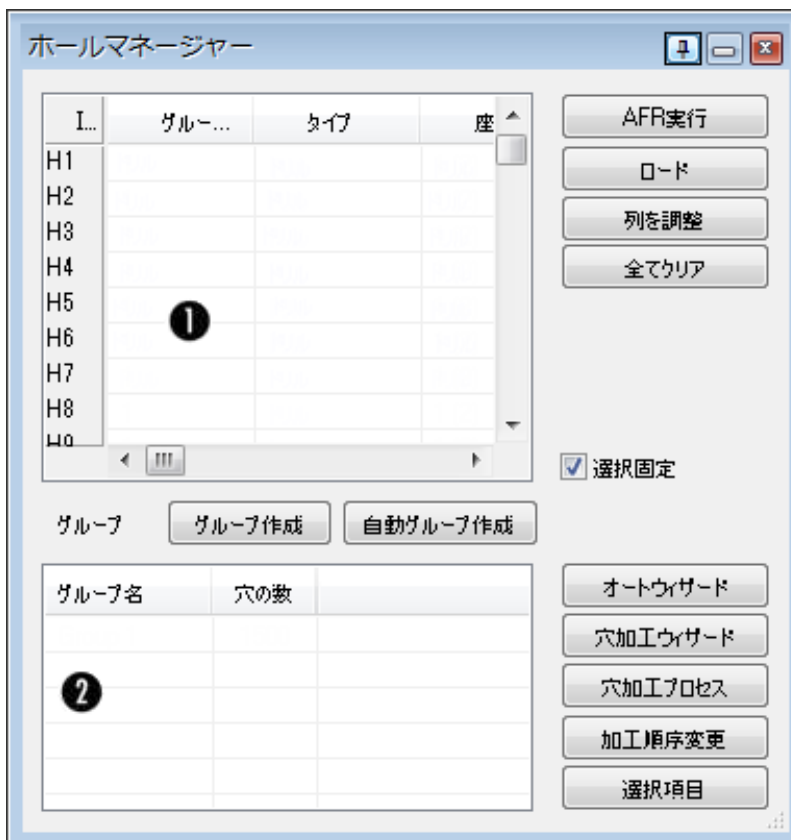 ホールマネージャー
I... グルー... タイプ 座
H1
H2
H3
H4
H5
H6
H7
H8
H9
❶
AFR実行
ロード
列を調整
全てクリア
選択固定
グループ グループ作成 自動グループ作成
グループ名 穴の数
❷
オートウィザード
穴加工ウィザード
穴加工プロセス
加工順序変更
選択項目